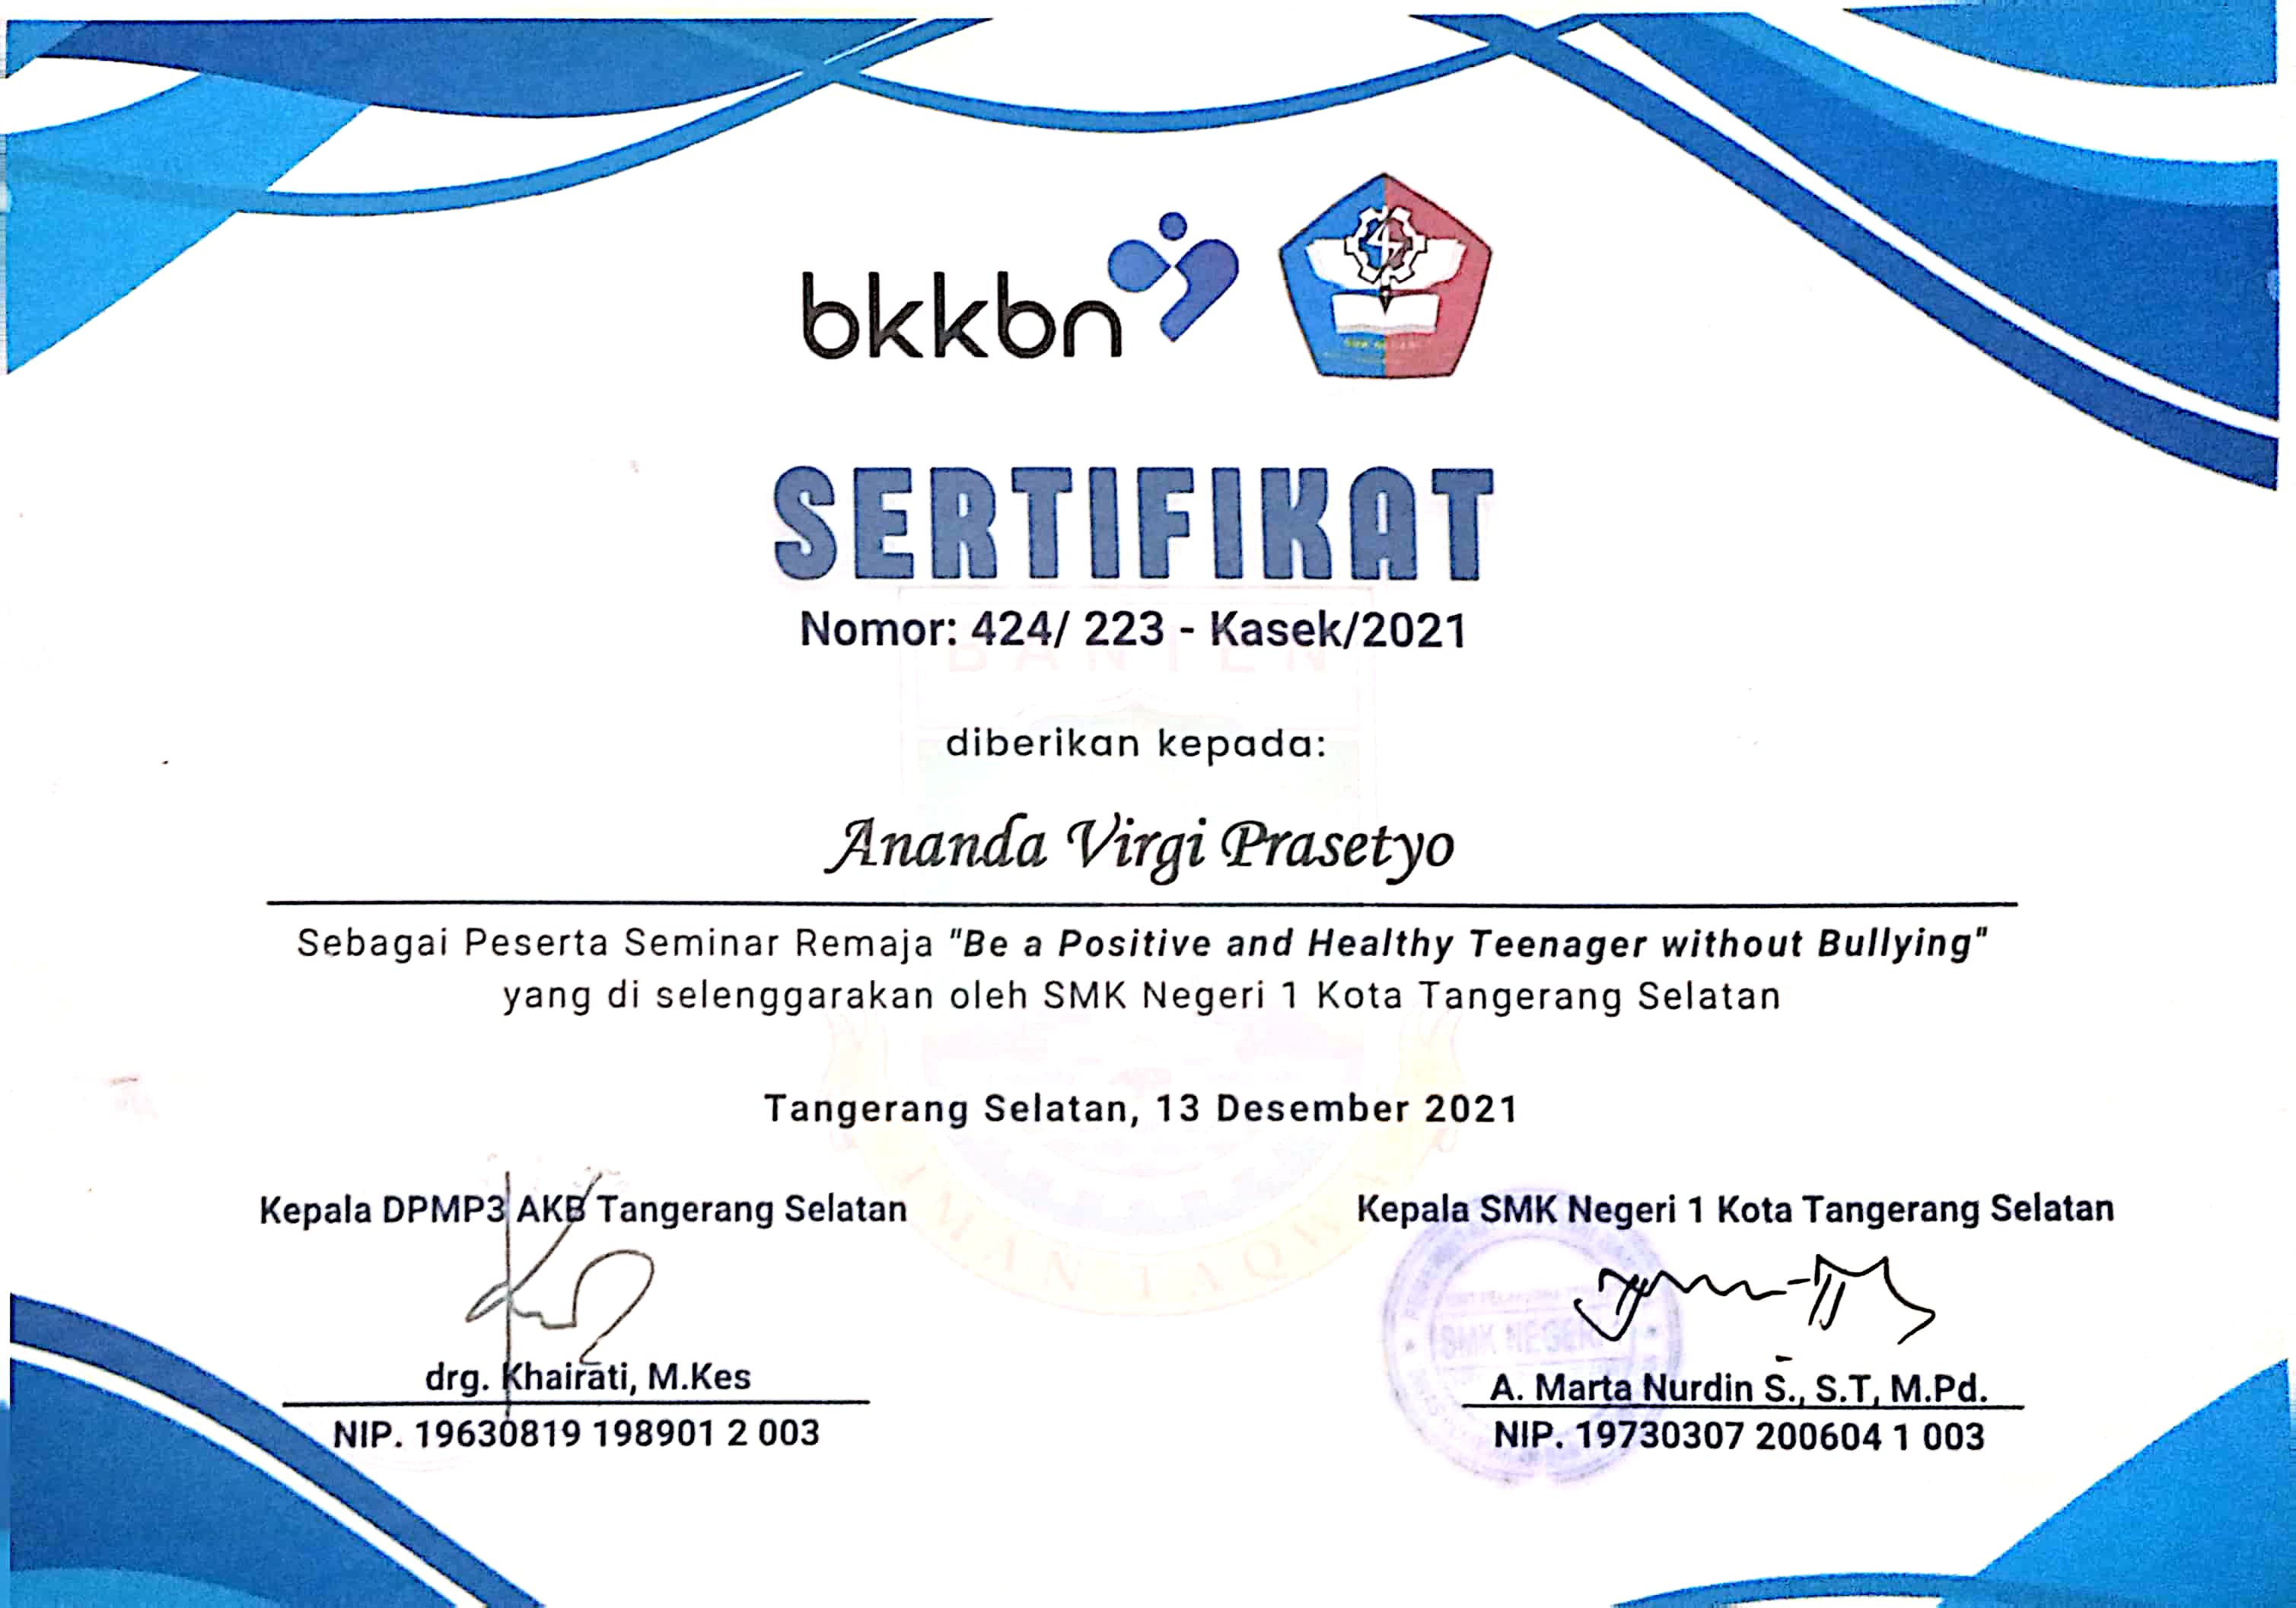 bkkbn
SERTIFIKAT
Nomor: 424/ 223 - Kasek/2021
BANTEN
diberikan kepada:
Ananda Virgi Prasetyo
Sebagai Peserta Seminar Remaja "Be a Positive and Healthy Teenager without Bullying"
yang di selenggarakan oleh SMK Negeri 1 Kota Tangerang Selatan
Tangerang Selatan, 13 Desember 2021
IMAN TAQWA
Kepala DPMP3 AKB Tangerang Selatan
drg. Khairati, M.Kes
NIP. 19630819 198901 2 003
Kepala SMK Negeri 1 Kota Tangerang Selatan
SMK NEGERI
A. Marta Nurdin S., S.T, M.Pd.
NIP. 19730307 200604 1 003